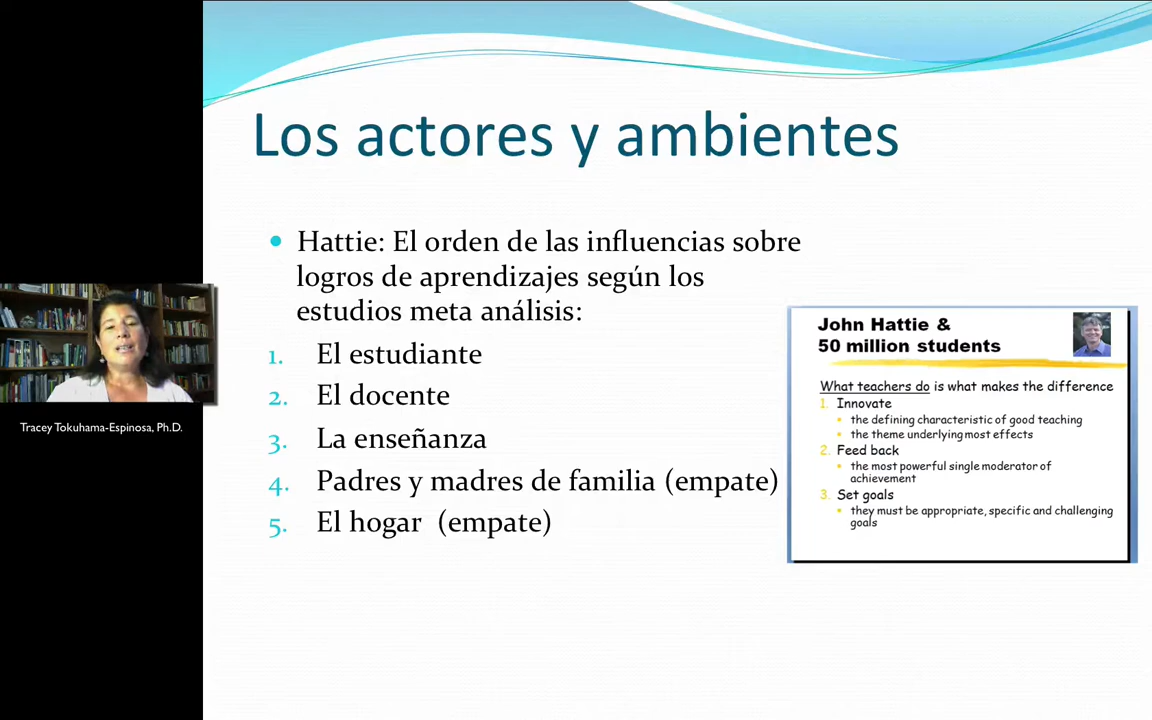 Los actores y ambientes
Hattie: El orden de las influencias sobre
logros de aprendizajes según los
estudios meta análisis:
1. El estudiante
2. El docente
3. La enseñanza
4. Padres y madres de familia (empate)
5. El hogar (empate)
Tracey Tokuhama-Espinosa, Ph.D.
John Hattie &
50 million students
What teachers do is what makes the difference
1. Innovate
the defining characteristic of good teaching
the theme underlying most effects
2. Feed back
the most powerful single moderator of
achievement
3. Set goals
they must be appropriate, specific and challenging
goals